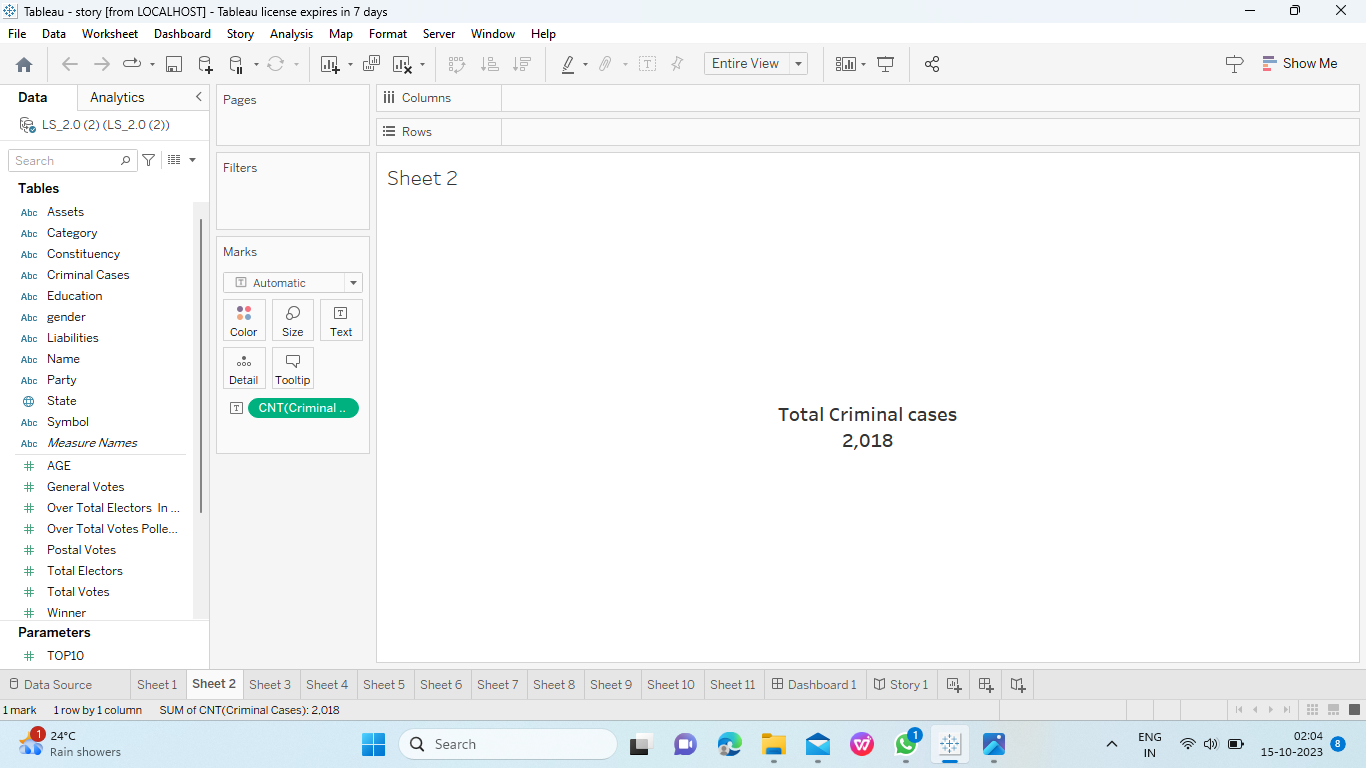 Tableau - story [from LOCALHOST] - Tableau license expires in 7 days
File Data Worksheet Dashboard Story Analysis Map Format Server Window Help
Entire View
Show Me
Data Analytics
LS_2.0 (2) (LS_2.0 (2))
Search
Tables
Abc Assets
Abc Category
Abc Constituency
Abc Criminal Cases
Abc Education
Abc gender
Abc Liabilities
Abc Name
Abc Party
State
Abc Symbol
Abc Measure Names
# AGE
# General Votes
# Over Total Electors In ...
# Over Total Votes Polle...
# Postal Votes
# Total Electors
# Total Votes
# Winner
Parameters
# TOP10
Pages
Filters
Marks
T Automatic
Color Size T Text
Detail Tooltip
T CNT(Criminal ..
Columns
Rows
Sheet 2
Total Criminal cases
2,018
Data Source Sheet 1 Sheet 2 Sheet 3 Sheet 4 Sheet 5 Sheet 6 Sheet 7 Sheet 8 Sheet 9 Sheet 10 Sheet 11 Dashboard 1 Story 1
1 mark 1 row by 1 column SUM of CNT(Criminal Cases): 2,018
1 24°C
Rain showers
Search
1
ENG
IN
02:04
15-10-2023
8